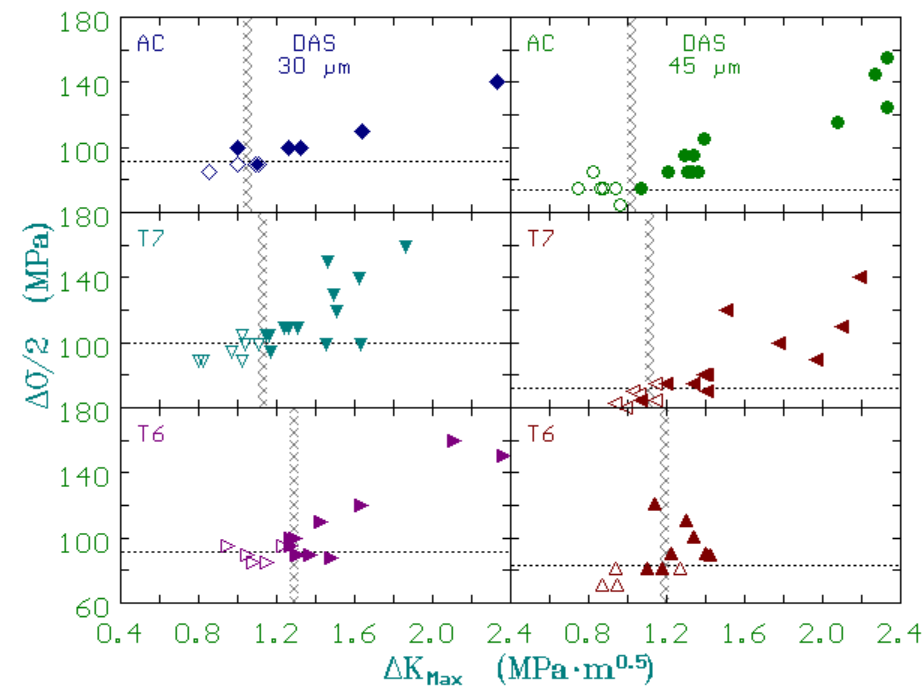 180
AC DAS
30 µm
AC DAS
45 µm
140
100
180
T7
T7
140
100
180
T6
T6
140
100
60
0.4 0.8 1.2 1.6 2.0 2.4 0.8 1.2 1.6 2.0 2.4
Δσ/2 (MPa)
ΔK_Max (MPa·m^0.5)